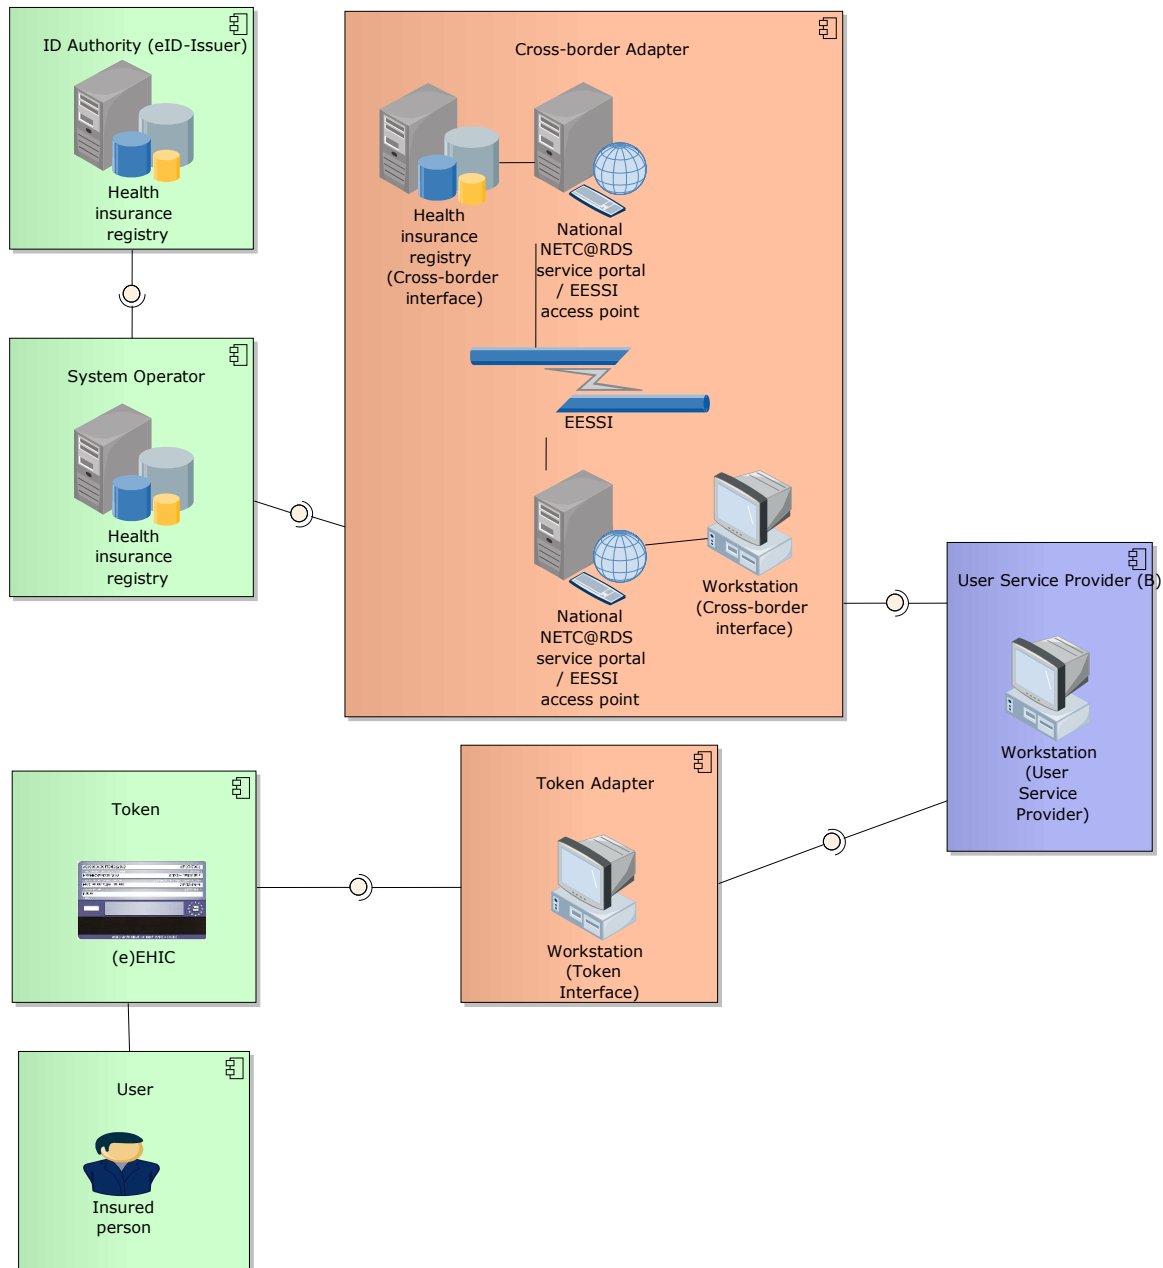 ID Authority (eID-Issuer)
Health
insurance
registry
Cross-border Adapter
Health
insurance
registry
(Cross-border
interface)
National
NETC@RDS
service portal
/ EESSI
access point
System Operator
Health
insurance
registry
EESSI
National
NETC@RDS
service portal
/ EESSI
access point
Workstation
(Cross-border
interface)
User Service Provider (B)
Workstation
(User
Service
Provider)
Token
(e)EHIC
Token Adapter
Workstation
(Token
Interface)
User
Insured
person